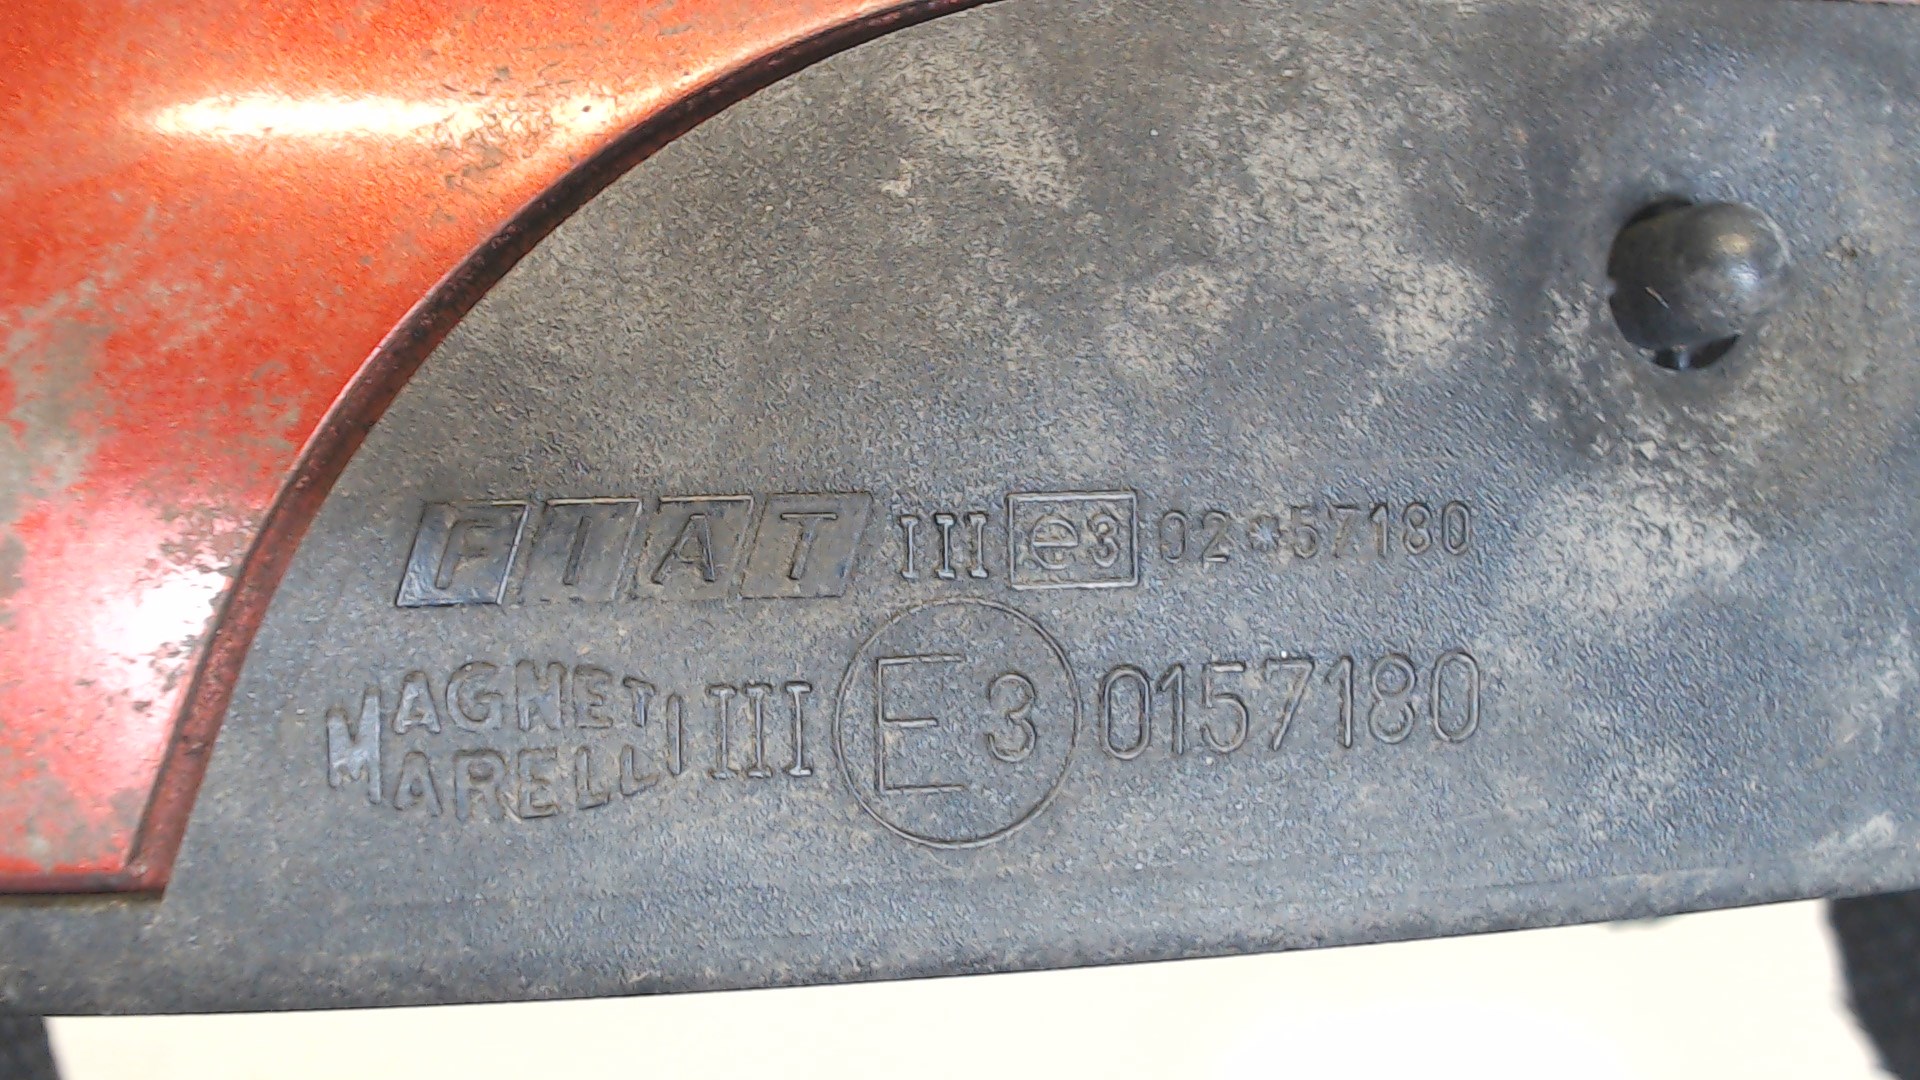 FIAT III e3 02*57180
MAGNETI MARELLI III E3 0157180